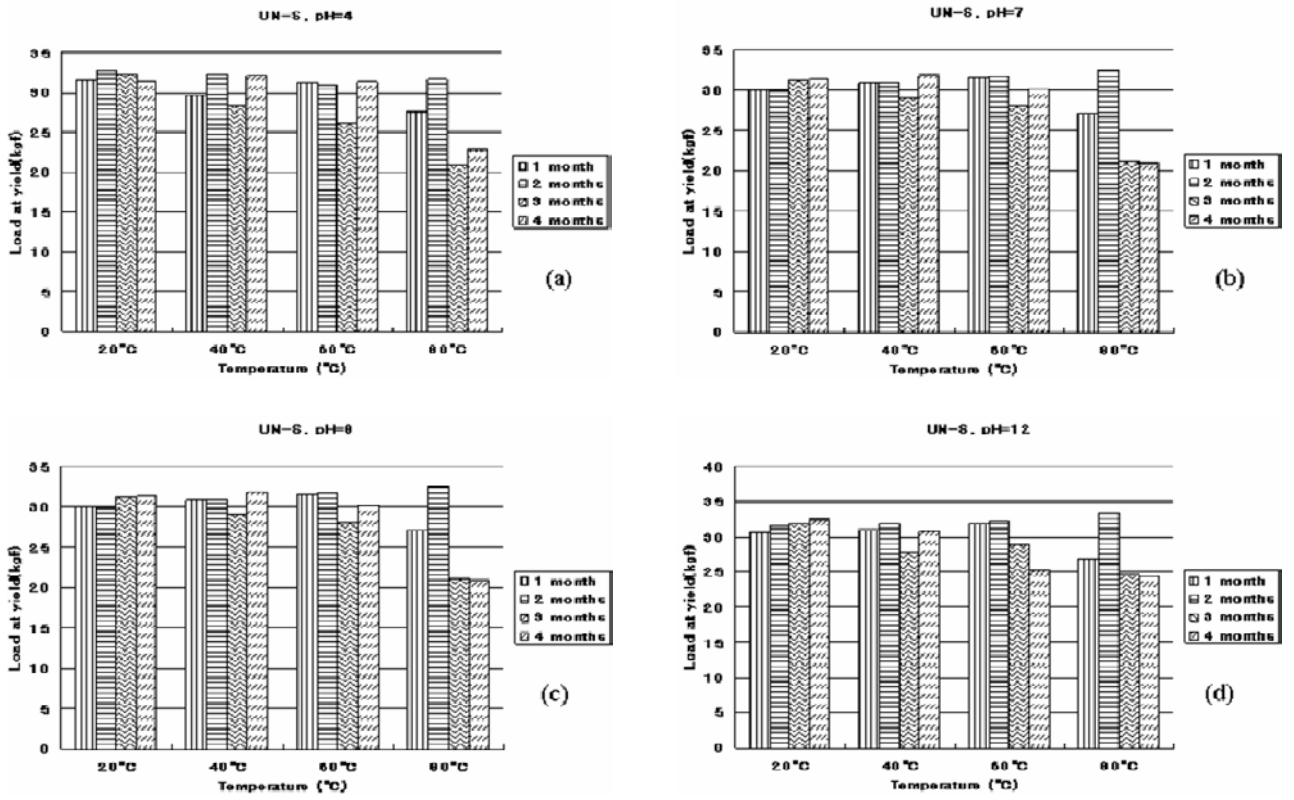 UN-S, pH=4
35
30
25
20
15
10
5
0
Load at yield(kgf)
20°C 40°C 60°C 80°C
Temperature (°C)
1 month
2 months
3 months
4 months
(a)
UN-S, pH=7
35
30
25
20
15
10
5
0
Load at yield(kgf)
20°C 40°C 60°C 80°C
Temperature (°C)
1 month
2 months
3 months
4 months
(b)
UN-S, pH=8
35
30
25
20
15
10
5
0
Load at yield(kgf)
20°C 40°C 60°C 80°C
Temperature (°C)
1 month
2 months
3 months
4 months
(c)
UN-S, pH=12
40
35
30
25
20
15
10
5
0
Load at yield(kgf)
20°C 40°C 60°C 80°C
Temperature (°C)
1 month
2 months
3 months
4 months
(d)